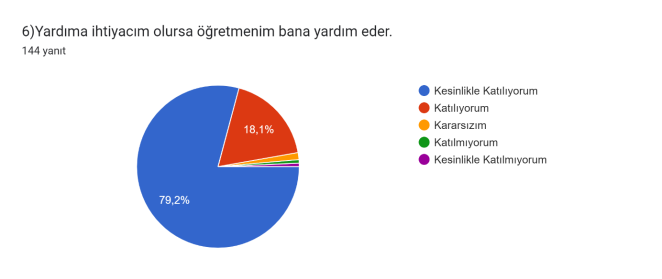 6)Yardıma ihtiyacım olursa öğretmenim bana yardım eder.
144 yanıt
Kesinlikle Katılıyorum
Katılıyorum
Kararsızım
Katılmıyorum
Kesinlikle Katılmıyorum
18,1%
79,2%